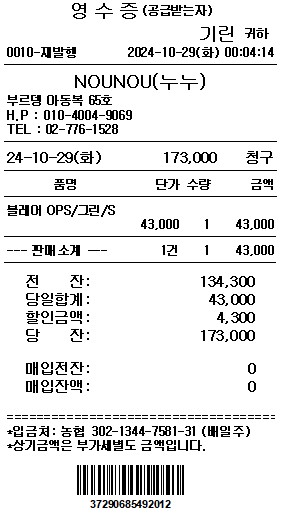 영 수 증 (공급받는자)
기린 귀하
0010-재발행 2024-10-29(화) 00:04:14
NOUNOU(누누)
부르뎅 아동복 65호
H.P : 010-4004-9069
TEL : 02-776-1528
24-10-29(화) 173,000 청구
품명 단가 수량 금액
블레어 OPS/그린/S
43,000 1 43,000
--- 판매소계 --- 1건 1 43,000
전 잔: 134,300
당일합계: 43,000
할인금액: 4,300
당 잔: 173,000
매입전잔: 0
매입잔액: 0
===================================
*입금처: 농협 302-1344-7581-31 (배일주)
*상기금액은 부가세별도 금액입니다.
37290685492012